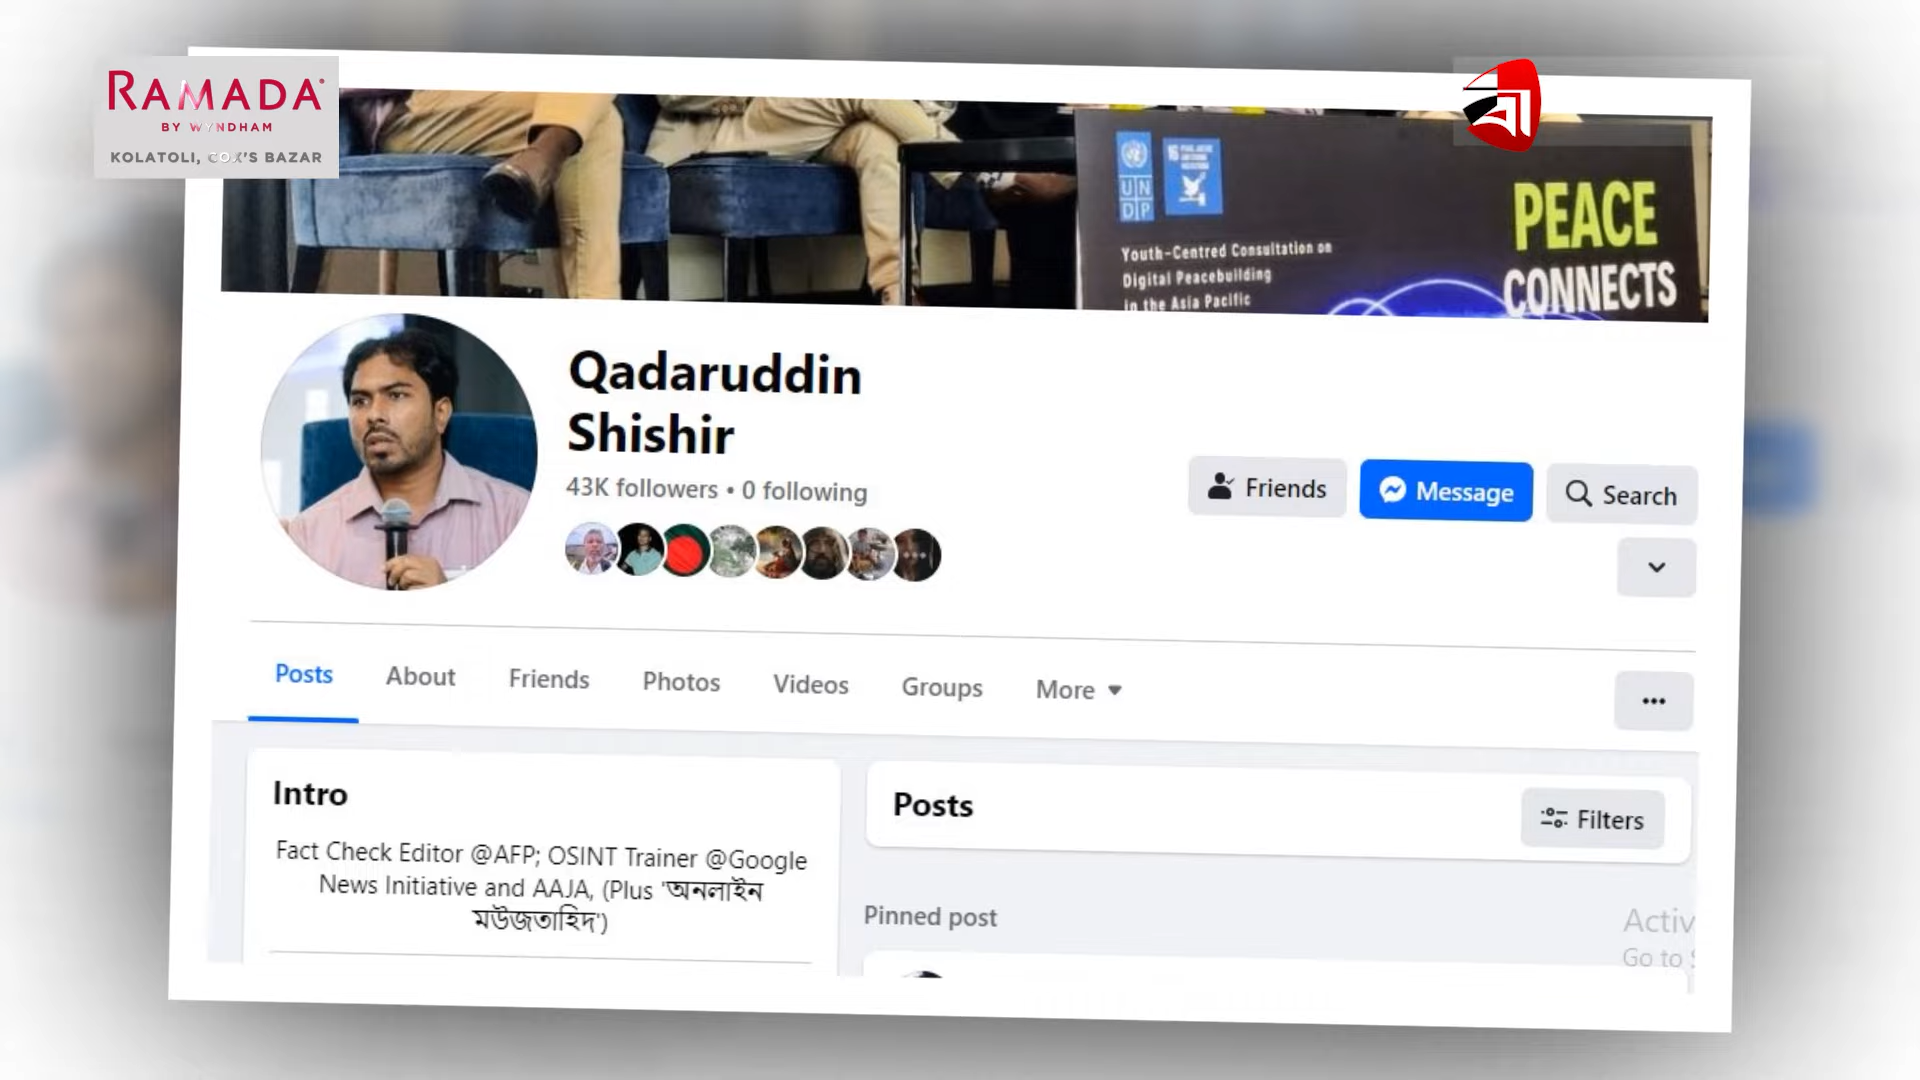 RAMADA
BY WYNDHAM
KOLATOLI, COX'S BAZAR
UN
DP
Youth-Centred Consultation on
Digital Peacebuilding
in the Asia Pacific
PEACE
CONNECTS
Qadaruddin
Shishir
43K followers • 0 following
Friends
Message
Search
Posts
About
Friends
Photos
Videos
Groups
More
Intro
Fact Check Editor @AFP; OSINT Trainer @Google
News Initiative and AAJA, (Plus 'অনলাইন
মউজতাহিদ')
Posts
Filters
Pinned post
Activ
Go to S